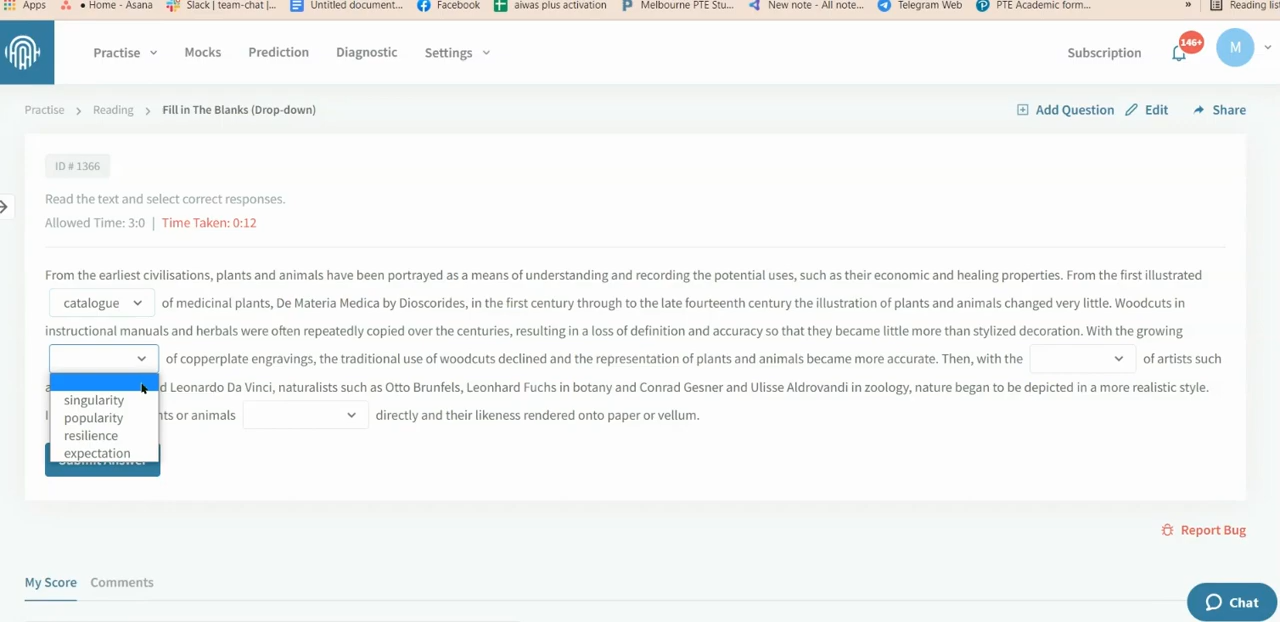 Apps • Home - Asana Slack | team-chat |... Untitled document... Facebook aiwas plus activation Melbourne PTE Stu... New note - All note... Telegram Web PTE Academic form... » Reading list
Practise Mocks Prediction Diagnostic Settings Subscription 146+ M
Practise > Reading > Fill in The Blanks (Drop-down) Add Question Edit Share
ID # 1366
Read the text and select correct responses.
Allowed Time: 3:0 | Time Taken: 0:12
From the earliest civilisations, plants and animals have been portrayed as a means of understanding and recording the potential uses, such as their economic and healing properties. From the first illustrated
catalogue of medicinal plants, De Materia Medica by Dioscorides, in the first century through to the late fourteenth century the illustration of plants and animals changed very little. Woodcuts in
instructional manuals and herbals were often repeatedly copied over the centuries, resulting in a loss of definition and accuracy so that they became little more than stylized decoration. With the growing
of copperplate engravings, the traditional use of woodcuts declined and the representation of plants and animals became more accurate. Then, with the of artists such
Leonardo Da Vinci, naturalists such as Otto Brunfels, Leonhard Fuchs in botany and Conrad Gesner and Ulisse Aldrovandi in zoology, nature began to be depicted in a more realistic style.
singularity
popularity
or animals directly and their likeness rendered onto paper or vellum.
resilience
expectation
Submit Answer
Report Bug
My Score Comments
Chat